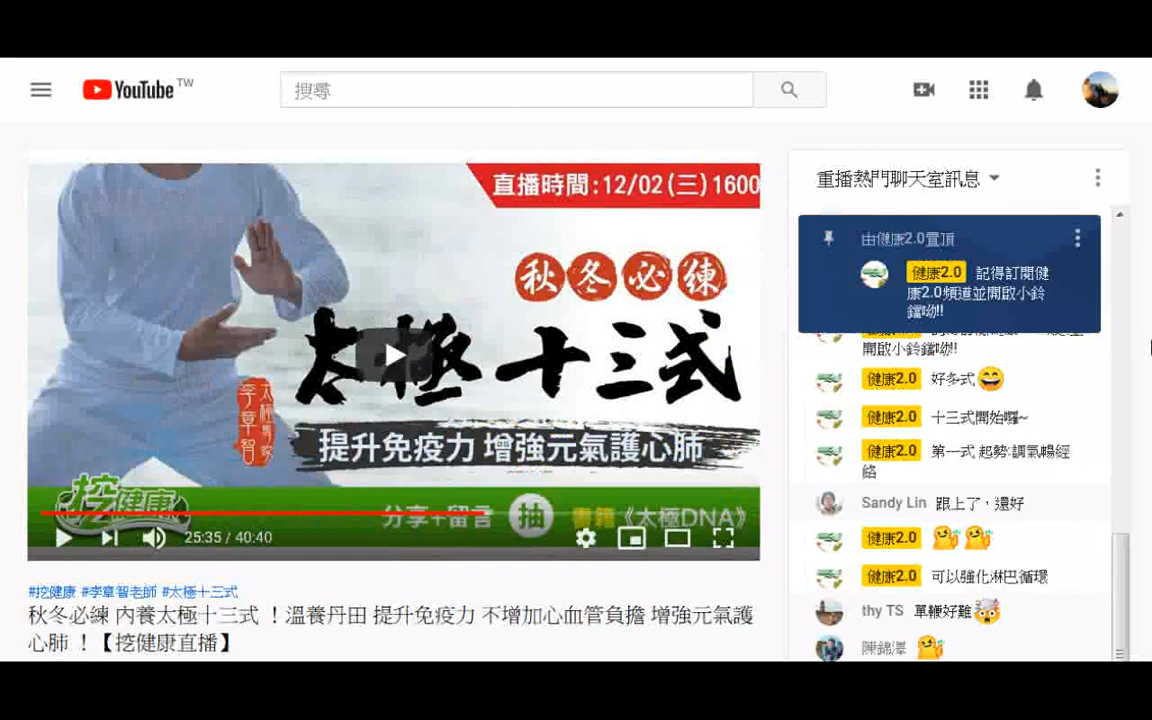 YouTube TW
搜尋
直播時間:12/02(三)1600
秋冬必練
太極十三式
太極專家
李章智
提升免疫力 增強元氣護心肺
挖健康
分享+留言 抽 書籍《太極DNA》
25:35 / 40:40
#挖健康 #李章智老師 #太極十三式
秋冬必練 內養太極十三式 ！溫養丹田 提升免疫力 不增加心血管負擔 增強元氣護
心肺 ！【挖健康直播】
重播熱門聊天室訊息
由健康2.0置頂
健康2.0 記得訂閱健
康2.0頻道並開啟小鈴
鐺呦!!
開啟小鈴鐺呦!!
健康2.0 好多式😄
健康2.0 十三式開始囉~
健康2.0 第一式 起勢:調氣暢經
絡
Sandy Lin 跟上了，還好
健康2.0
健康2.0 可以強化淋巴循環
thy TS 單鞭好難🤯
陳錦澤